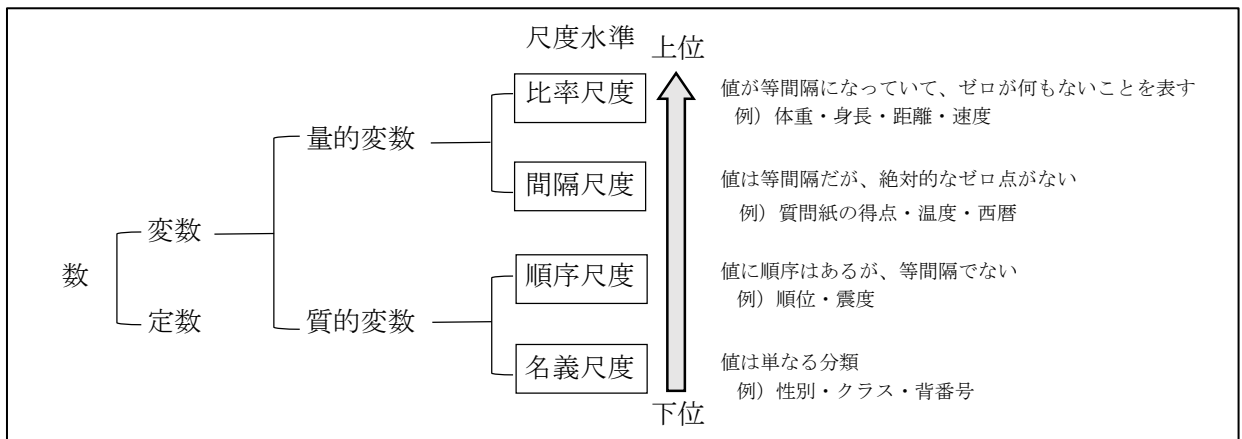 尺度水準
上位
比率尺度
値が等間隔になっていて、ゼロが何もないことを表す
例）体重・身長・距離・速度
量的変数
間隔尺度
値は等間隔だが、絶対的なゼロ点がない
例）質問紙の得点・温度・西暦
変数
数
順序尺度
値に順序はあるが、等間隔でない
例）順位・震度
定数
質的変数
名義尺度
値は単なる分類
例）性別・クラス・背番号
下位